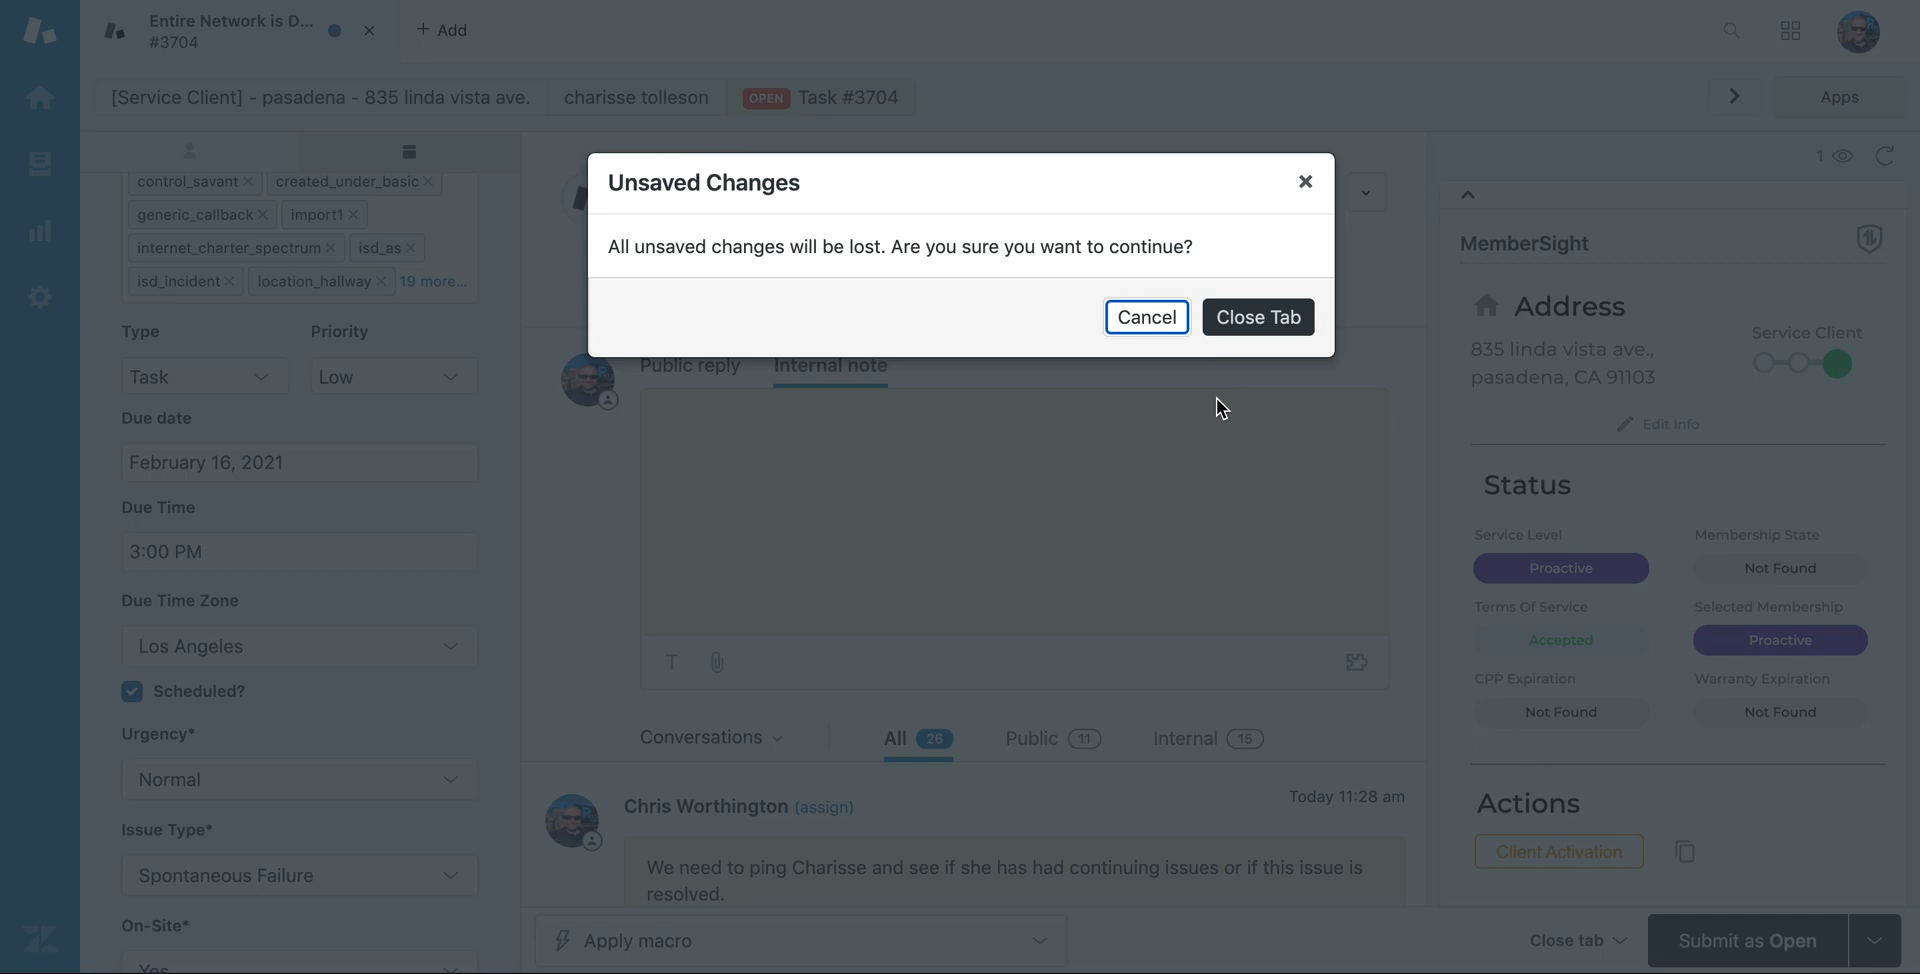 Entire Network is D...
#3704
+ Add
[Service Client] - pasadena - 835 linda vista ave.
charisse tolleson
OPEN Task #3704
Apps
control_savant
created_under_basic
generic_callback
import1
internet_charter_spectrum
isd_as
isd_incident
location_hallway
19 more...
Type
Priority
Task
Low
Due date
February 16, 2021
Due Time
3:00 PM
Due Time Zone
Los Angeles
Scheduled?
Urgency*
Normal
Issue Type*
Spontaneous Failure
On-Site*
Yes
Unsaved Changes
All unsaved changes will be lost. Are you sure you want to continue?
Cancel
Close Tab
Public reply
Internal note
Conversations
All 26
Public 11
Internal 15
Chris Worthington (assign)
Today 11:28 am
We need to ping Charisse and see if she has had continuing issues or if this issue is
resolved.
Apply macro
Close tab
Submit as Open
1
MemberSight
Address
835 linda vista ave.,
pasadena, CA 91103
Service Client
Edit Info
Status
Service Level
Membership State
Proactive
Not Found
Terms Of Service
Selected Membership
Accepted
Proactive
CPP Expiration
Warranty Expiration
Not Found
Not Found
Actions
Client Activation